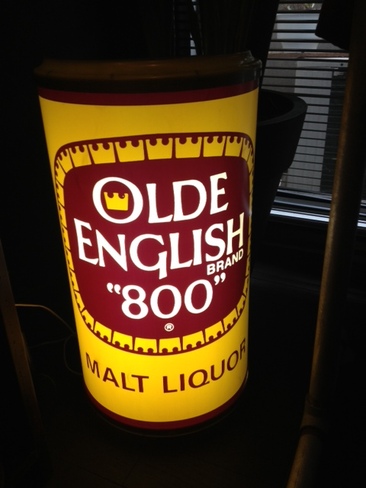 OLDE
ENGLISH
BRAND
"800"
®
MALT LIQUOR